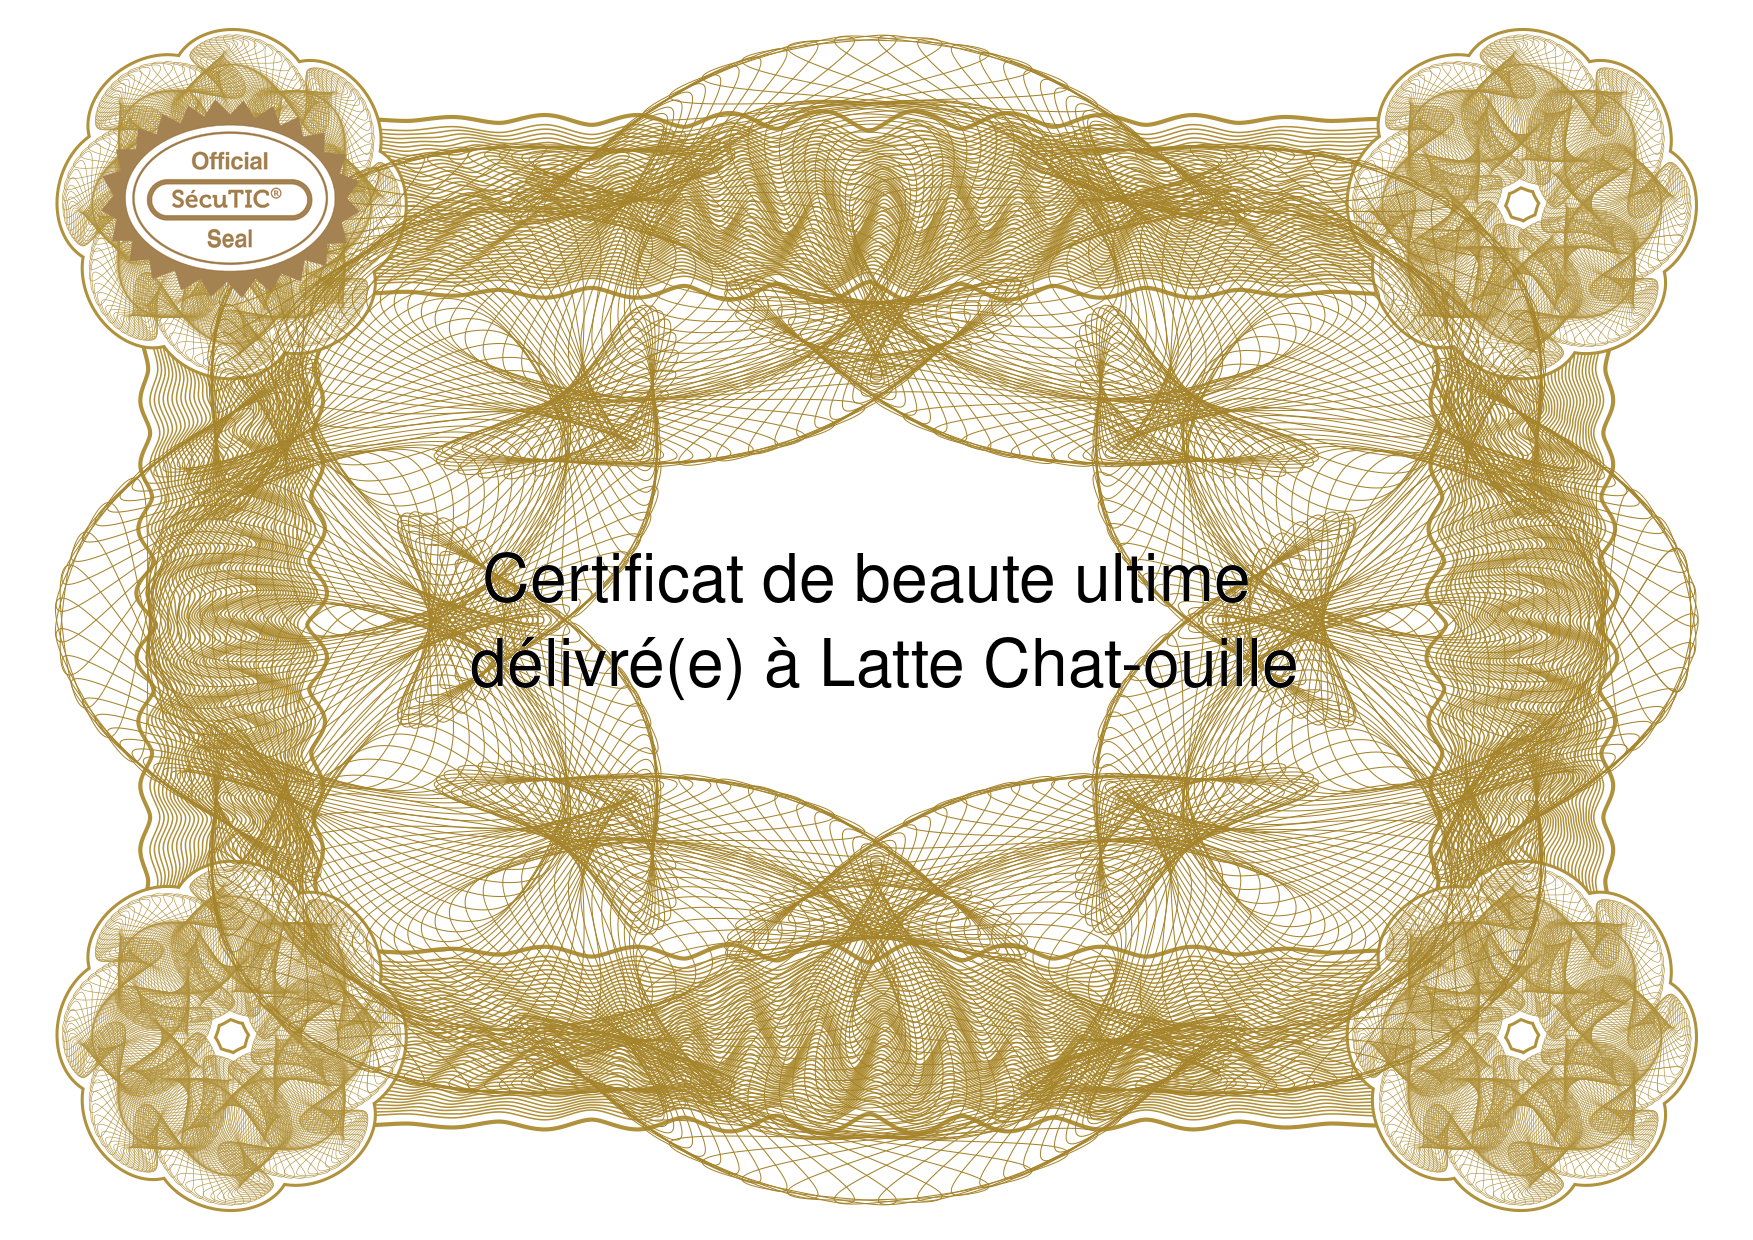 Official
SécuTIC®
Seal
Certificat de beaute ultime
délivré(e) à Latte Chat-ouille